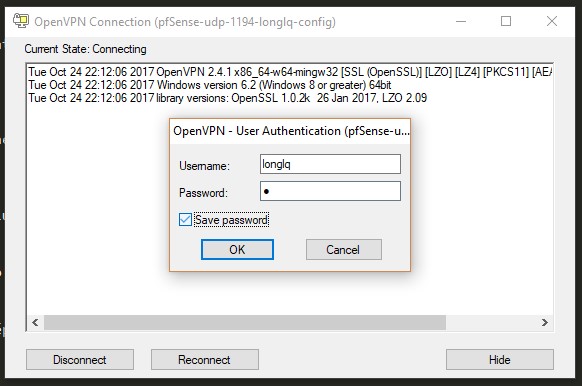 OpenVPN Connection (pfSense-udp-1194-longlq-config)
Current State: Connecting
Tue Oct 24 22:12:06 2017 OpenVPN 2.4.1 x86_64-w64-mingw32 [SSL (OpenSSL)] [LZO] [LZ4] [PKCS11] [AEA
Tue Oct 24 22:12:06 2017 Windows version 6.2 (Windows 8 or greater) 64bit
Tue Oct 24 22:12:06 2017 library versions: OpenSSL 1.0.2k 26 Jan 2017, LZO 2.09
OpenVPN - User Authentication (pfSense-u...
Username: longlq
Password: ●
Save password
OK Cancel
Disconnect Reconnect Hide